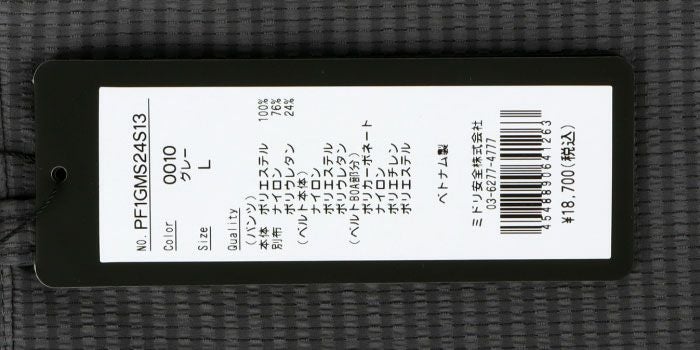 NO. PF1GMS24S13
Color 0010
グレー
Size L
Quality
(パンツ)
本体 ポリエステル 100%
別布 ナイロン 76%
ポリウレタン 24%
(ベルト本体)
ナイロン
ポリエステル
ポリウレタン
(ベルトBOA部分)
ポリカーボネート
ナイロン
ポリエチレン
ポリエステル
ベトナム製
ミドリ安全株式会社
03-6277-4777
4548890641263
¥18,700(税込)